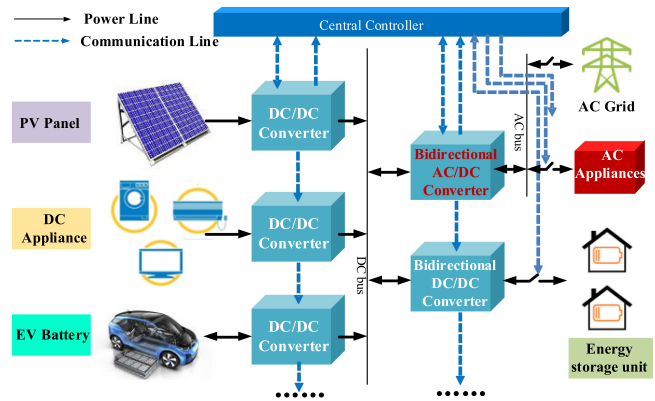 Power Line
Communication Line
Central Controller
PV Panel
DC/DC
Converter
AC bus
AC Grid
Bidirectional
AC/DC
Converter
AC
Appliances
DC
Appliance
DC/DC
Converter
DC bus
Bidirectional
DC/DC
Converter
EV Battery
DC/DC
Converter
Energy
storage unit